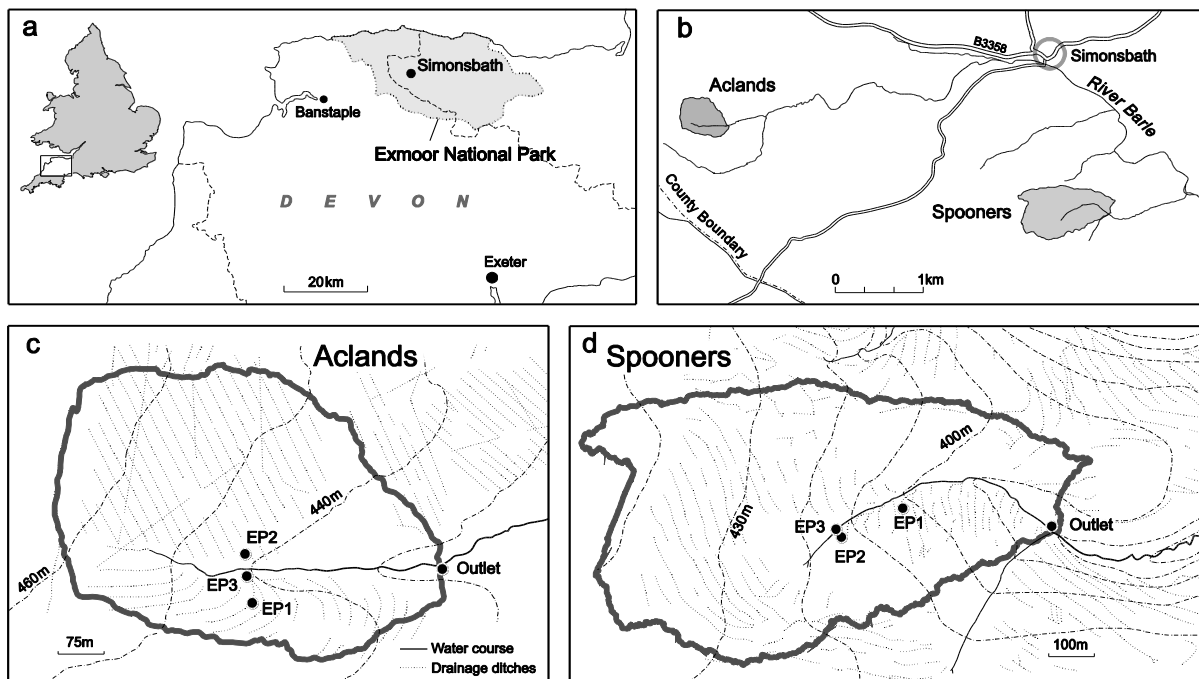 a
Simonsbath
Banstaple
Exmoor National Park
DEVON
Exeter
20km
b
B3358
Simonsbath
Aclands
River Barle
Spooners
County Boundary
0 1km
c
Aclands
440m
EP2
EP3
EP1
460m
Outlet
75m
Water course
Drainage ditches
d
Spooners
400m
430m
EP3
EP1
EP2
Outlet
100m